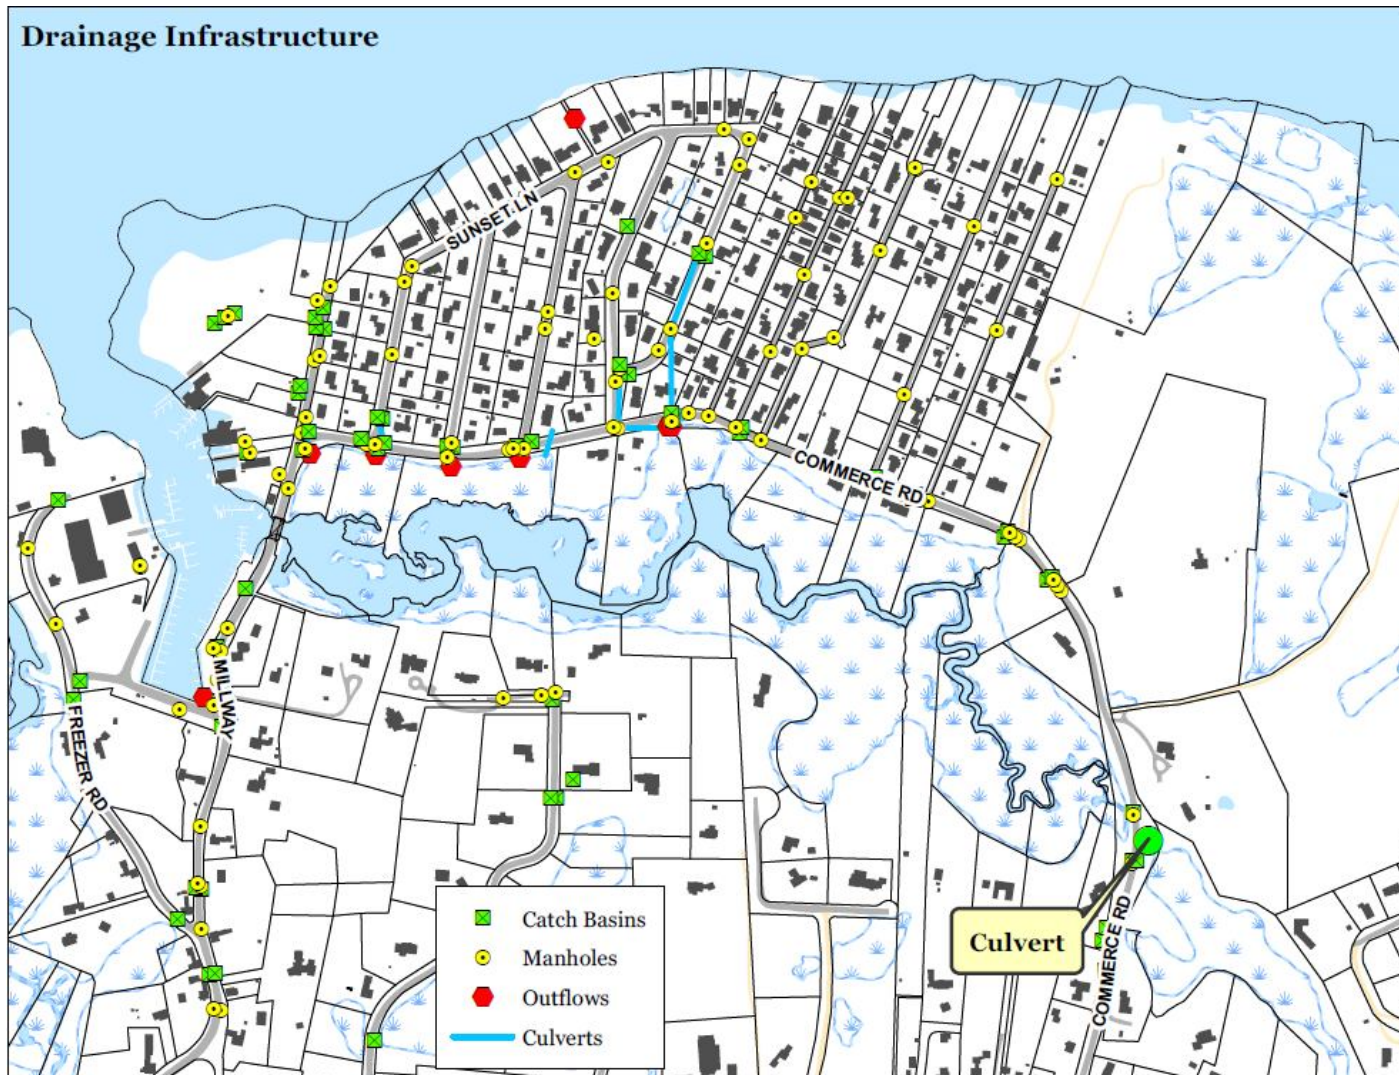 Drainage Infrastructure
SUNSET LN
COMMERCE RD
MILLWAY
FREEZER RD
Catch Basins
Manholes
Outflows
Culverts
Culvert
COMMERCE RD